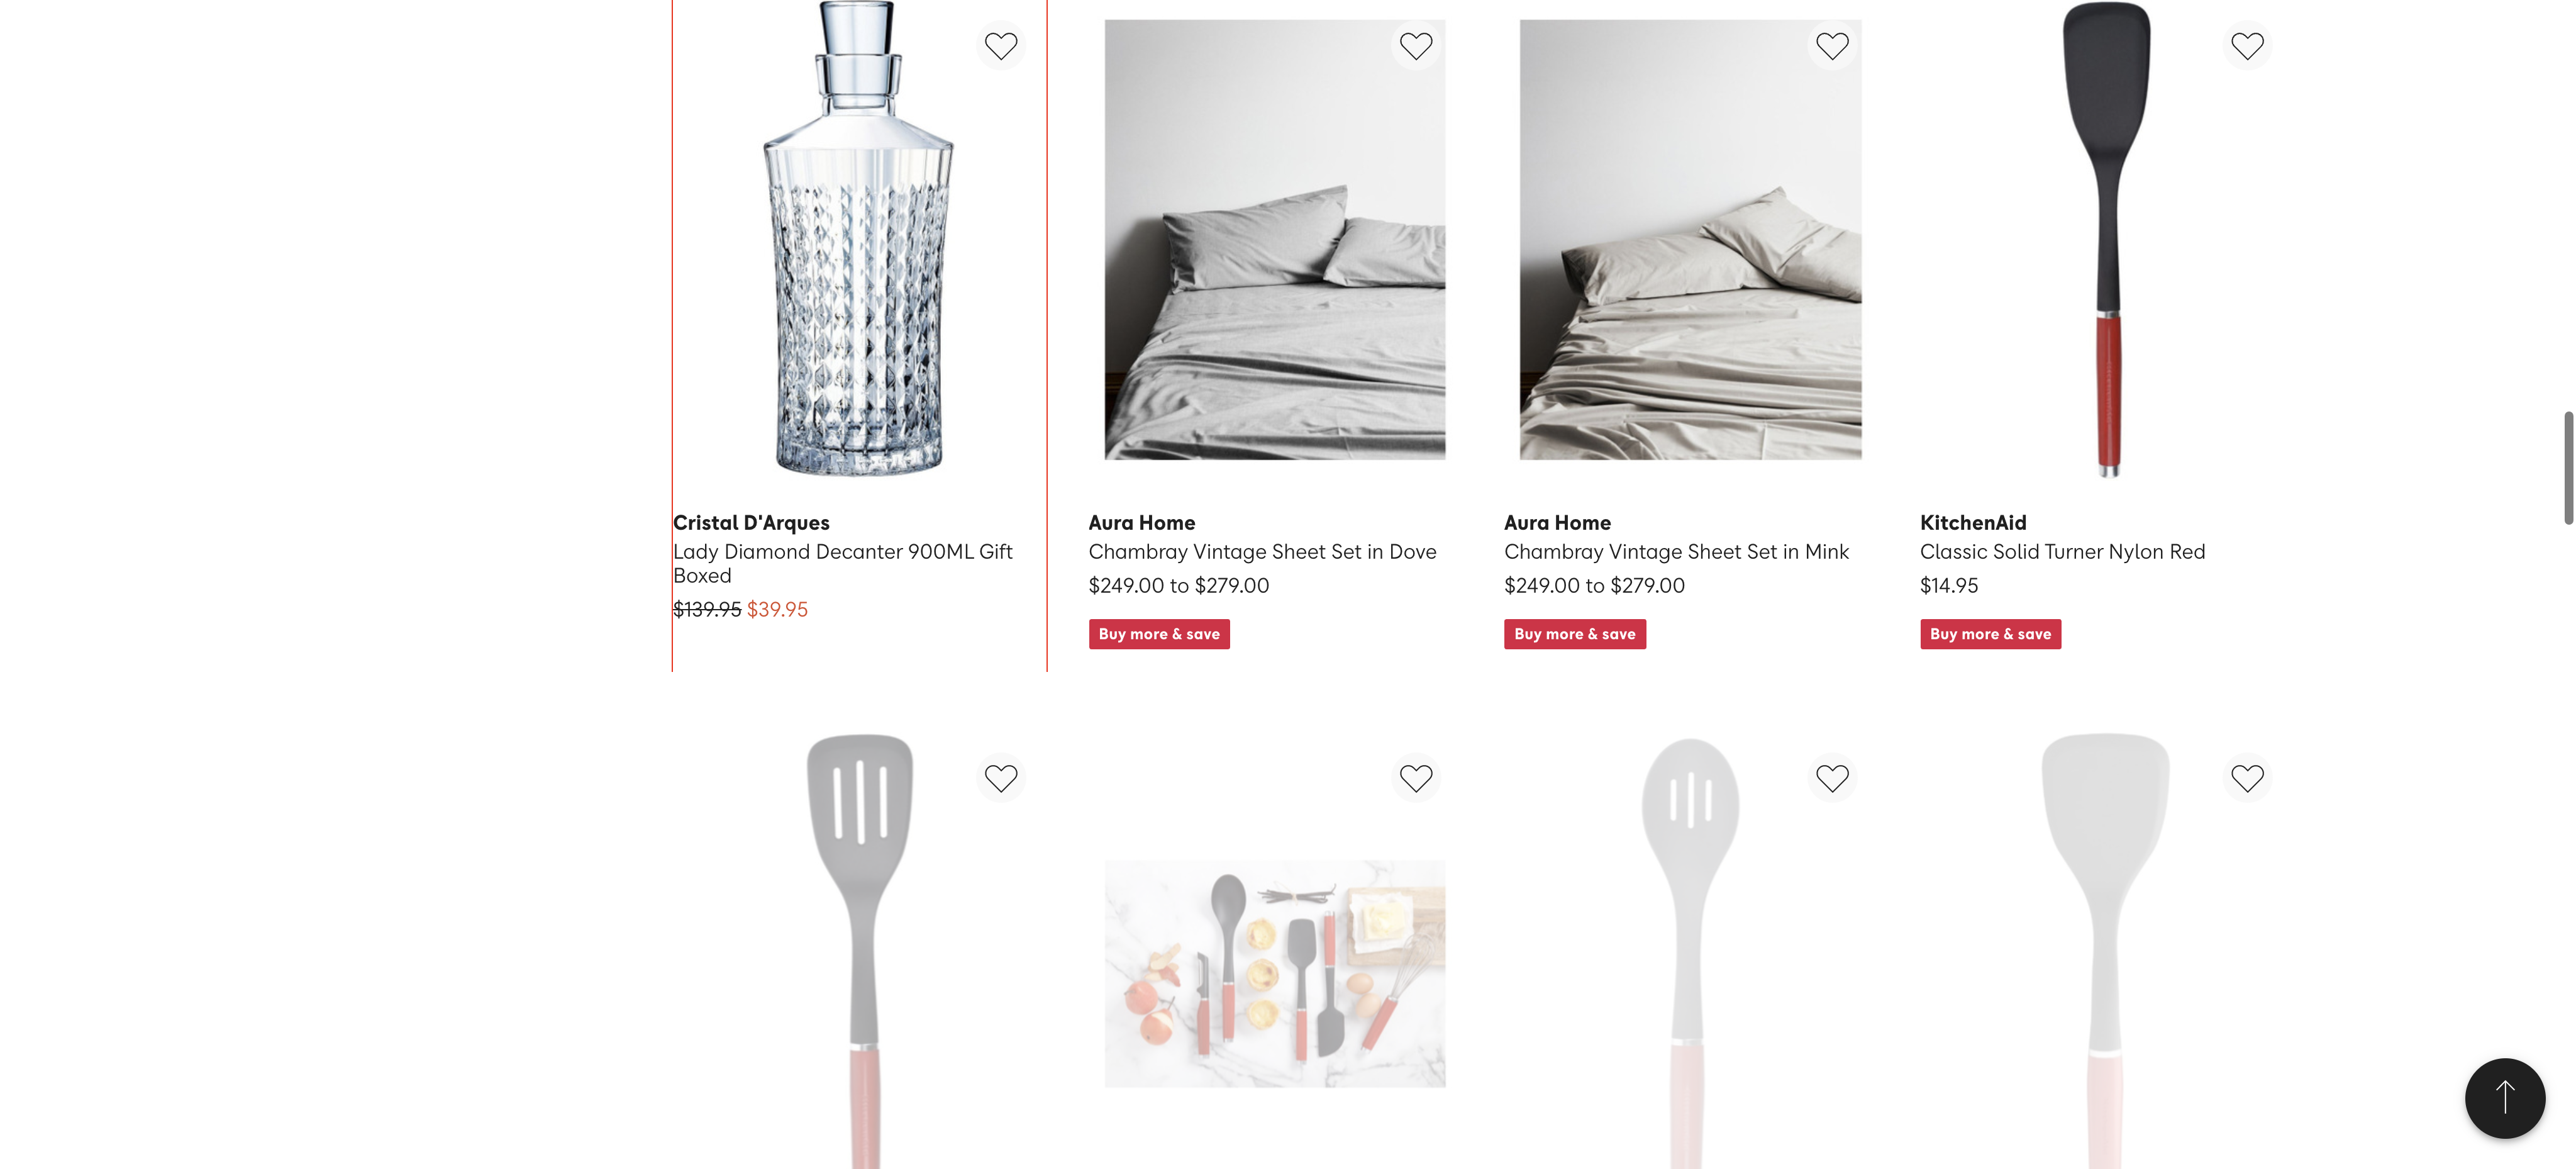 Cristal D'Arques
Lady Diamond Decanter 900ML Gift
Boxed
$139.95 $39.95
Aura Home
Chambray Vintage Sheet Set in Dove
$249.00 to $279.00
Buy more & save
Aura Home
Chambray Vintage Sheet Set in Mink
$249.00 to $279.00
Buy more & save
KitchenAid
Classic Solid Turner Nylon Red
$14.95
Buy more & save